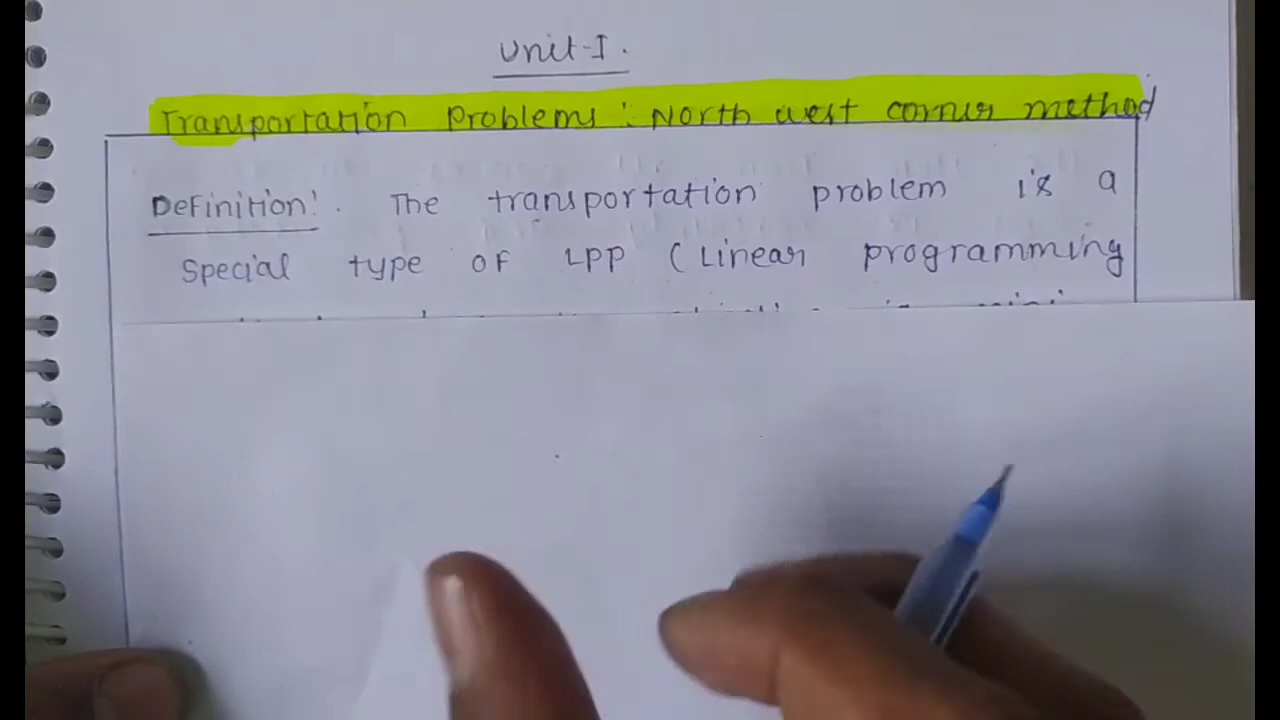 Unit-I.
Transportation Problems : North west corner method
Definition:. The transportation problem is a
Special type of LPP (Linear programming